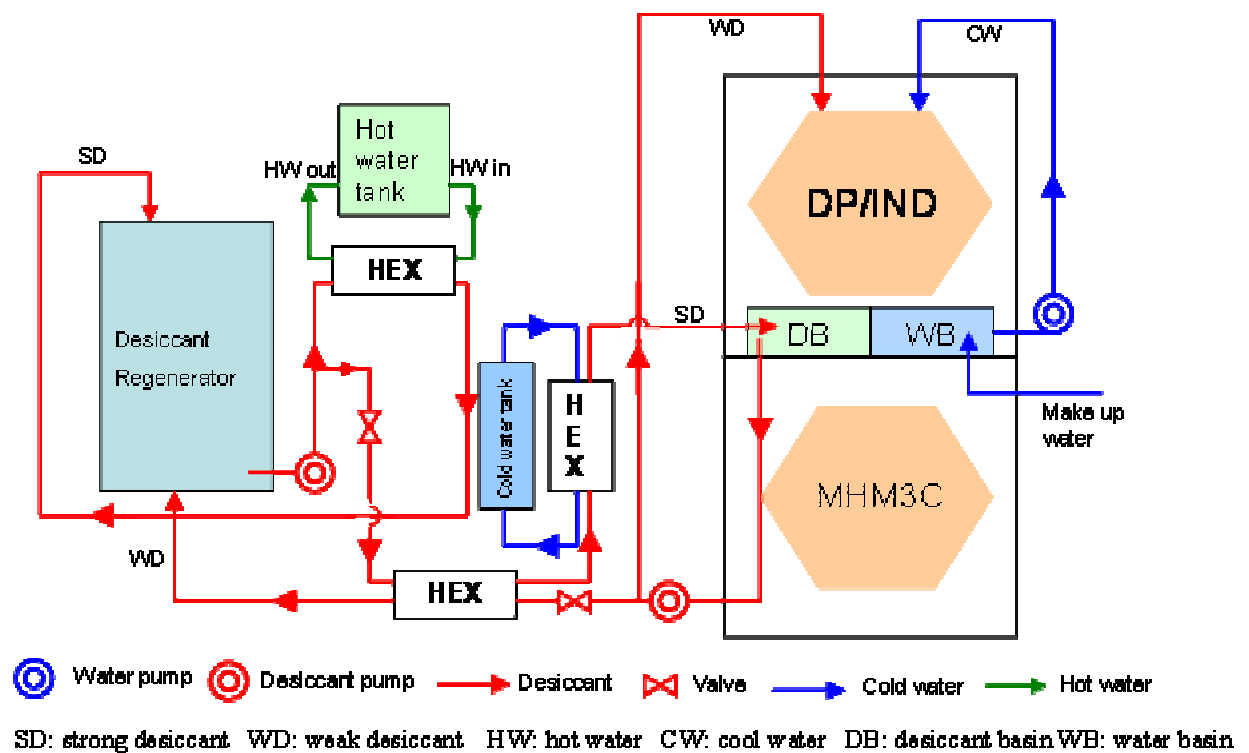 WD
CW
SD
Hot
water
tank
HW out
HW in
DP/IND
HEX
SD
DB
WB
Desiccant
Regenerator
Cold water tank
H
E
X
Make up
water
MHM3C
WD
HEX
Water pump
Desiccant pump
Desiccant
Valve
Cold water
Hot water
SD: strong desiccant WD: weak desiccant HW: hot water CW: cool water DB: desiccant basin WB: water basin